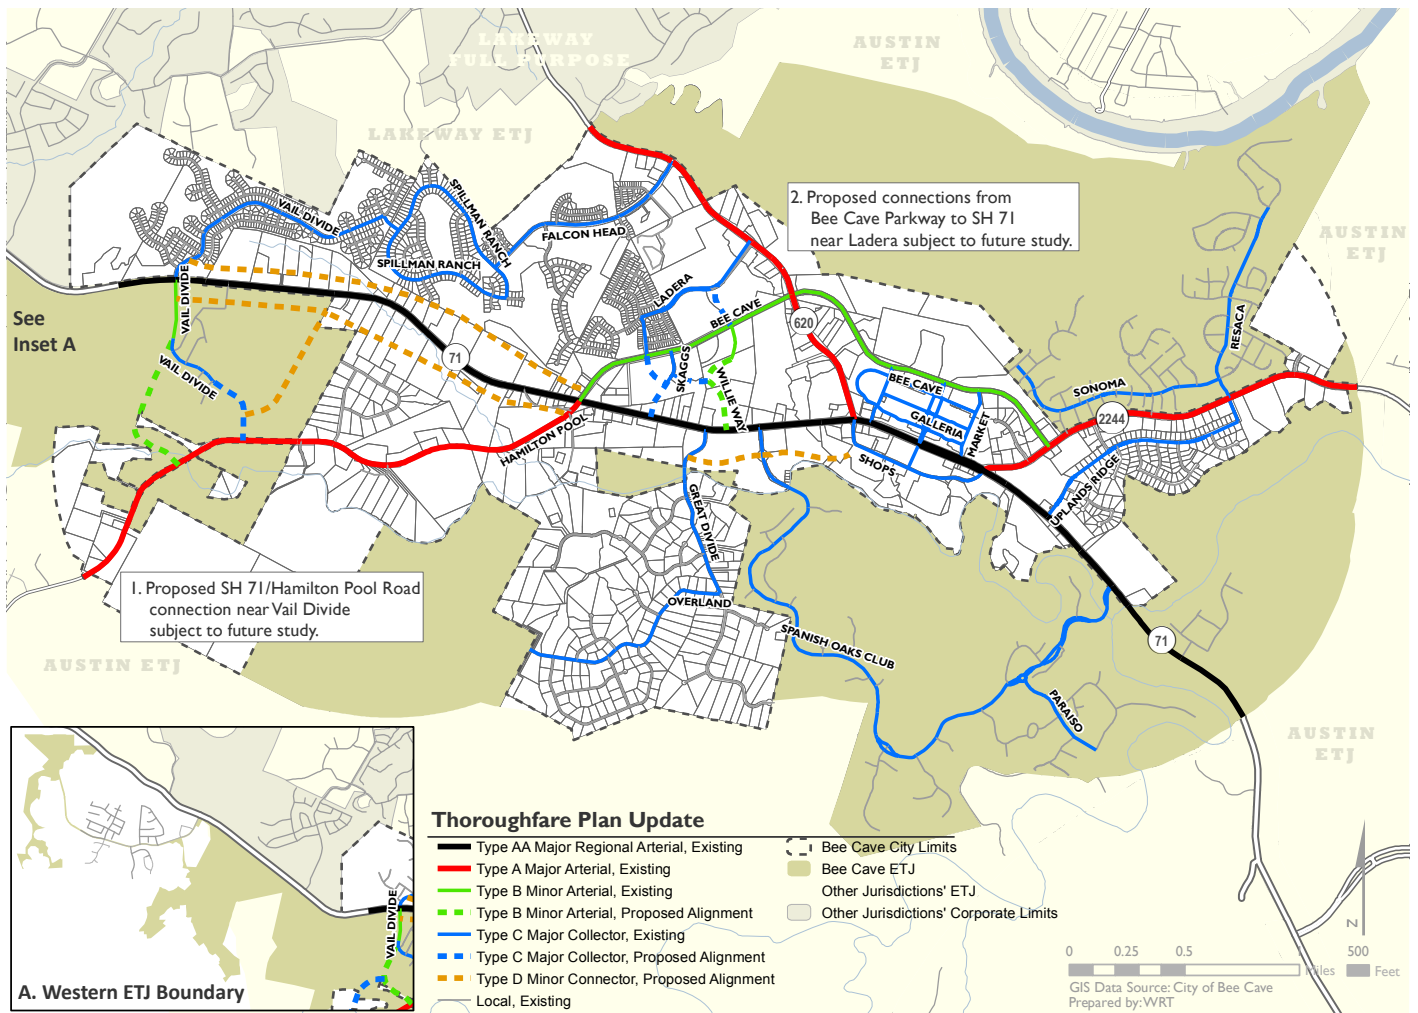 LAKEWAY
FULL PURPOSE
AUSTIN
ETJ
LAKEWAY ETJ
2. Proposed connections from
Bee Cave Parkway to SH 71
near Ladera subject to future study.
AUSTIN
ETJ
VAIL DIVIDE
SPILLMAN RANCH
FALCON HEAD
SPILLMAN RANCH
VAIL DIVIDE
LADERA
BEE CAVE
620
See
Inset A
71
VAIL DIVIDE
SKAGGS
WILLIE WAY
BEE CAVE
GALLERIA
MARKET
SONOMA
RESACA
2244
HAMILTON POOL
SHOPS
UPLANDS RIDGE
GREAT DIVIDE
1. Proposed SH 71/Hamilton Pool Road
connection near Vail Divide
subject to future study.
OVERLAND
SPANISH OAKS CLUB
71
PARAISO
AUSTIN ETJ
AUSTIN
ETJ
VAIL DIVIDE
A. Western ETJ Boundary
Thoroughfare Plan Update
Type AA Major Regional Arterial, Existing
Type A Major Arterial, Existing
Type B Minor Arterial, Existing
Type B Minor Arterial, Proposed Alignment
Type C Major Collector, Existing
Type C Major Collector, Proposed Alignment
Type D Minor Connector, Proposed Alignment
Local, Existing
Bee Cave City Limits
Bee Cave ETJ
Other Jurisdictions' ETJ
Other Jurisdictions' Corporate Limits
N
0 0.25 0.5 1 Miles
500 Feet
GIS Data Source: City of Bee Cave
Prepared by: WRT